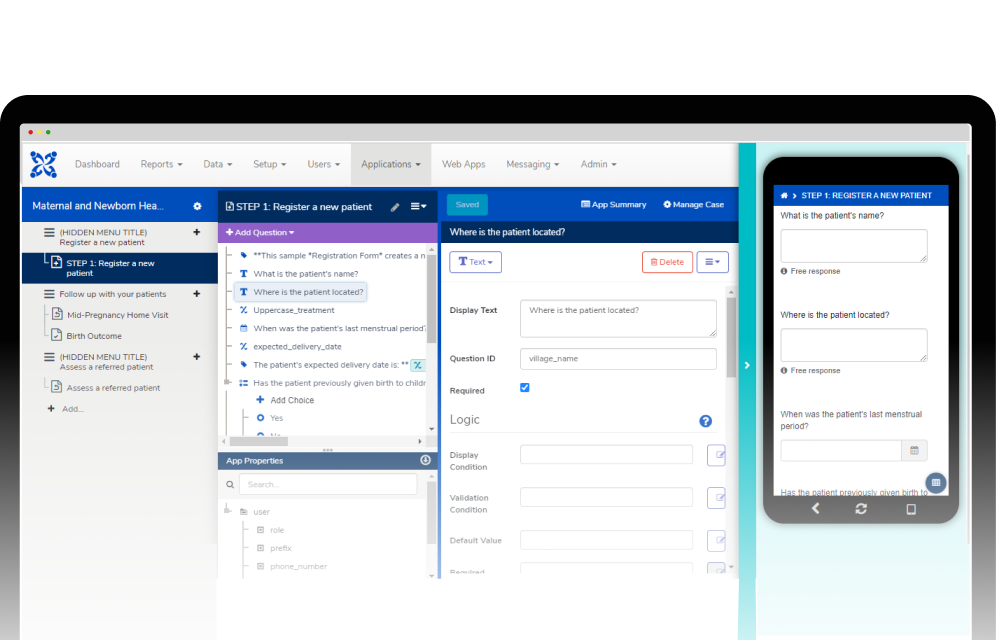 Dashboard
Reports
Data
Setup
Users
Applications
Web Apps
Messaging
Admin
Maternal and Newborn Hea...
(HIDDEN MENU TITLE)
Register a new patient
STEP 1: Register a new
patient
Follow up with your patients
Mid-Pregnancy Home Visit
Birth Outcome
(HIDDEN MENU TITLE)
Assess a referred patient
Assess a referred patient
Add...
STEP 1: Register a new patient
Add Question
**This sample *Registration Form* creates a n
What is the patient's name?
Where is the patient located?
Uppercase_treatment
When was the patient's last menstrual period?
expected_delivery_date
The patient's expected delivery date is: **
Has the patient previously given birth to childr
Add Choice
Yes
No
App Properties
Search...
user
role
prefix
phone_number
Saved
App Summary
Manage Case
Where is the patient located?
Text
Delete
Display Text
Where is the patient located?
Question ID
village_name
Required
Logic
Display
Condition
Validation
Condition
Default Value
Required
STEP 1: REGISTER A NEW PATIENT
What is the patient's name?
Free response
Where is the patient located?
Free response
When was the patient's last menstrual
period?
Has the patient previously given birth to